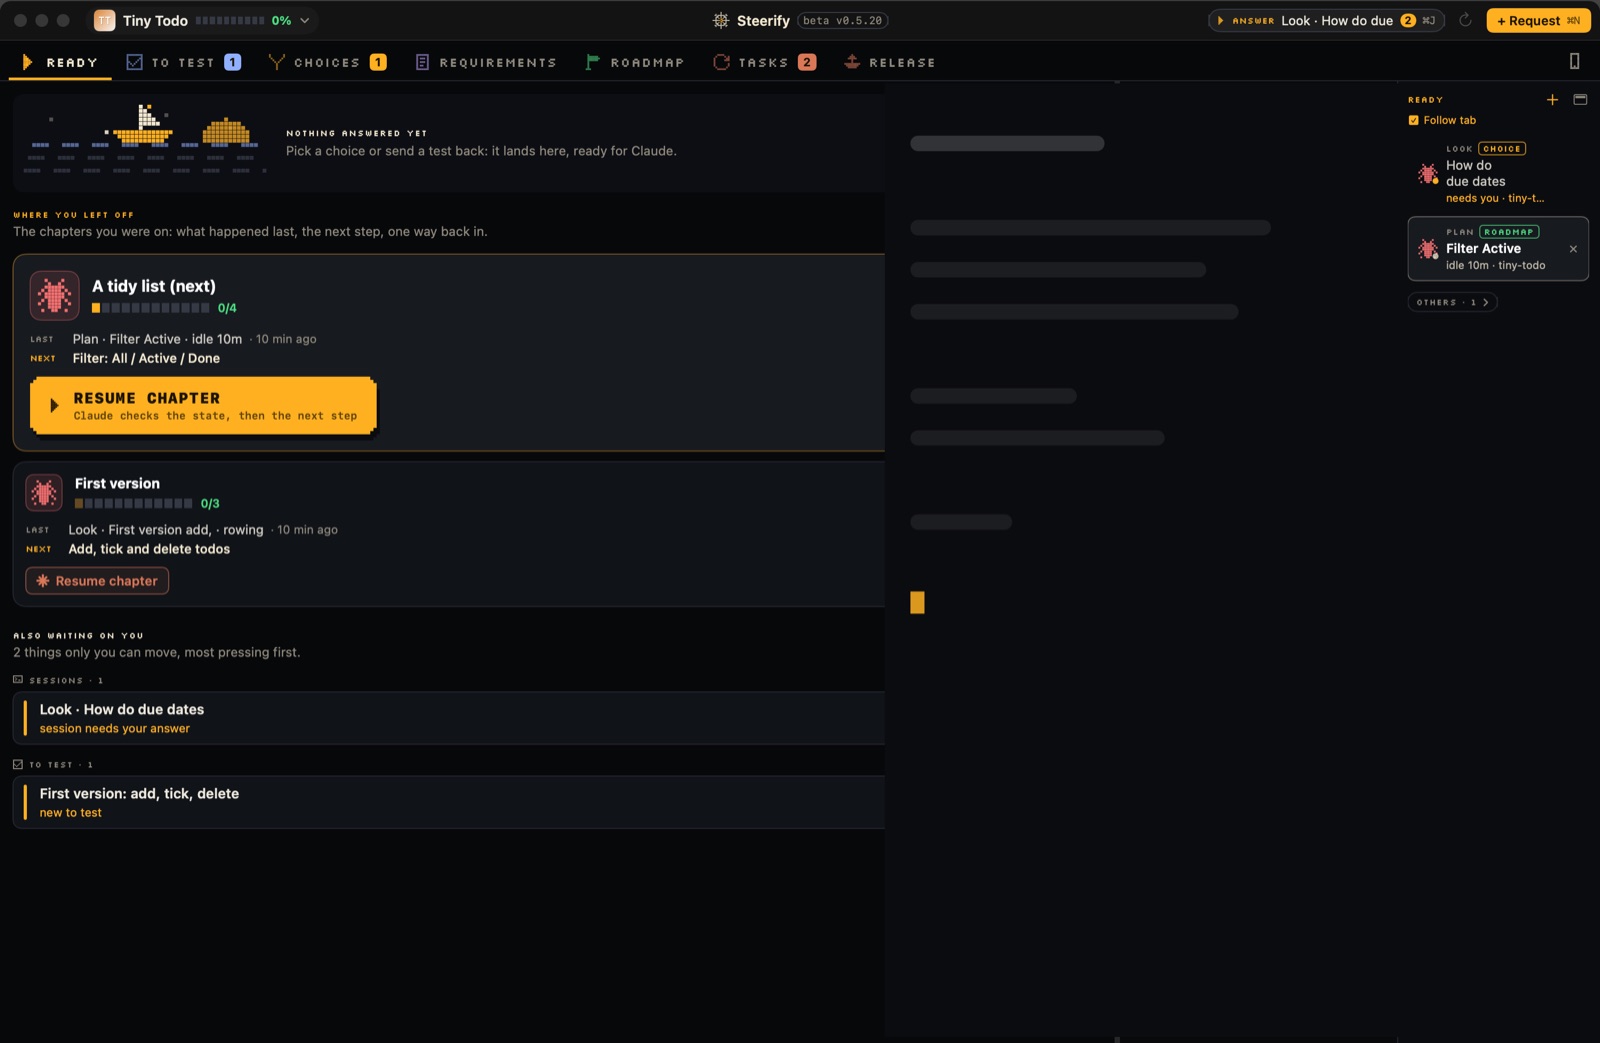 TT Tiny Todo 0%
Steerify beta v0.5.20
ANSWER Look · How do due 2 ⌘J
+ Request ⌘N
READY
TO TEST 1
CHOICES 1
REQUIREMENTS
ROADMAP
TASKS 2
RELEASE
NOTHING ANSWERED YET
Pick a choice or send a test back: it lands here, ready for Claude.
WHERE YOU LEFT OFF
The chapters you were on: what happened last, the next step, one way back in.
A tidy list (next)
0/4
LAST Plan · Filter Active · idle 10m · 10 min ago
NEXT Filter: All / Active / Done
RESUME CHAPTER
Claude checks the state, then the next step
First version
0/3
LAST Look · First version add, · rowing · 10 min ago
NEXT Add, tick and delete todos
Resume chapter
ALSO WAITING ON YOU
2 things only you can move, most pressing first.
SESSIONS · 1
Look · How do due dates
session needs your answer
TO TEST · 1
First version: add, tick, delete
new to test
READY
Follow tab
LOOK CHOICE
How do
due dates
needs you · tiny-t...
PLAN ROADMAP
Filter Active
idle 10m · tiny-todo
OTHERS · 1